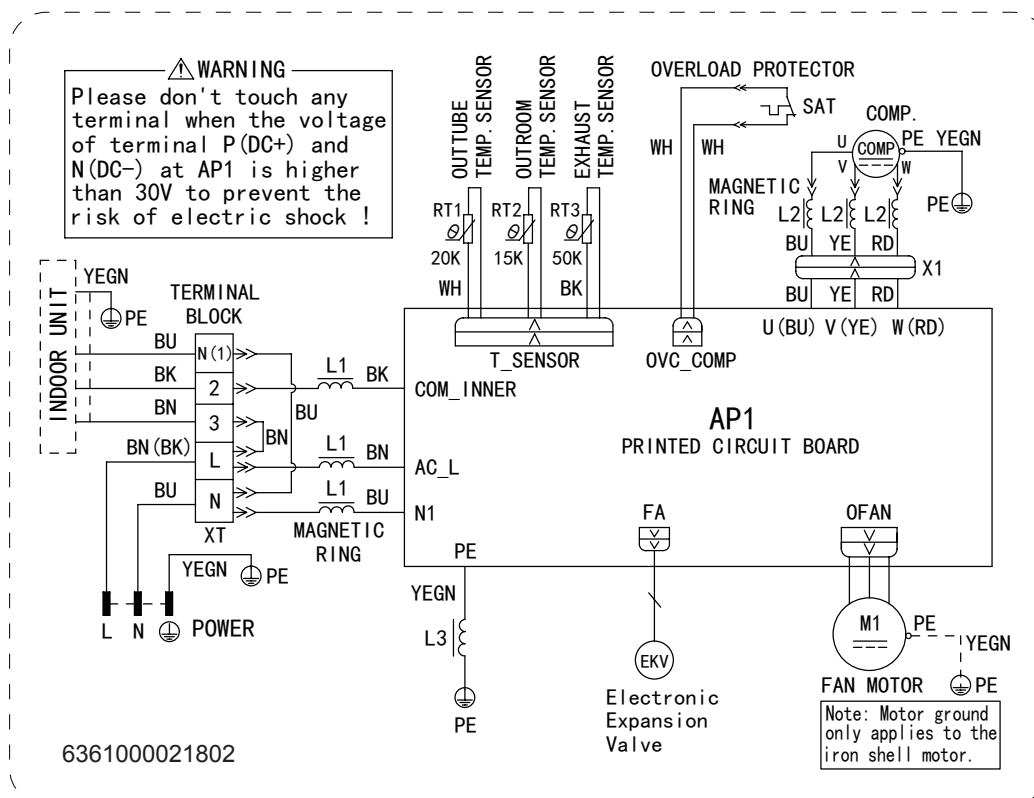 WARNING
Please don't touch any
terminal when the voltage
of terminal P(DC+) and
N(DC−) at AP1 is higher
than 30V to prevent the
risk of electric shock !
OUTTUBE
TEMP. SENSOR
OUTROOM
TEMP. SENSOR
EXHAUST
TEMP. SENSOR
RT1
θ
20K
WH
RT2
θ
15K
RT3
θ
50K
BK
T_SENSOR
OVERLOAD PROTECTOR
SAT
WH
WH
OVC_COMP
COMP.
COMP
U
V
W
PE
YEGN
PE
MAGNETIC
RING
L2
L2
L2
BU
YE
RD
X1
BU
YE
RD
U(BU)
V(YE)
W(RD)
INDOOR UNIT
YEGN
PE
TERMINAL
BLOCK
BU
N(1)
BK
2
BN
3
BN(BK)
L
BU
N
XT
BU
BN
L1
BK
COM_INNER
L1
BN
AC_L
L1
BU
N1
MAGNETIC
RING
AP1
PRINTED CIRCUIT BOARD
YEGN
PE
L
N
POWER
PE
YEGN
L3
PE
FA
EKV
Electronic
Expansion
Valve
OFAN
M1
PE
YEGN
PE
FAN MOTOR
Note: Motor ground
only applies to the
iron shell motor.
6361000021802